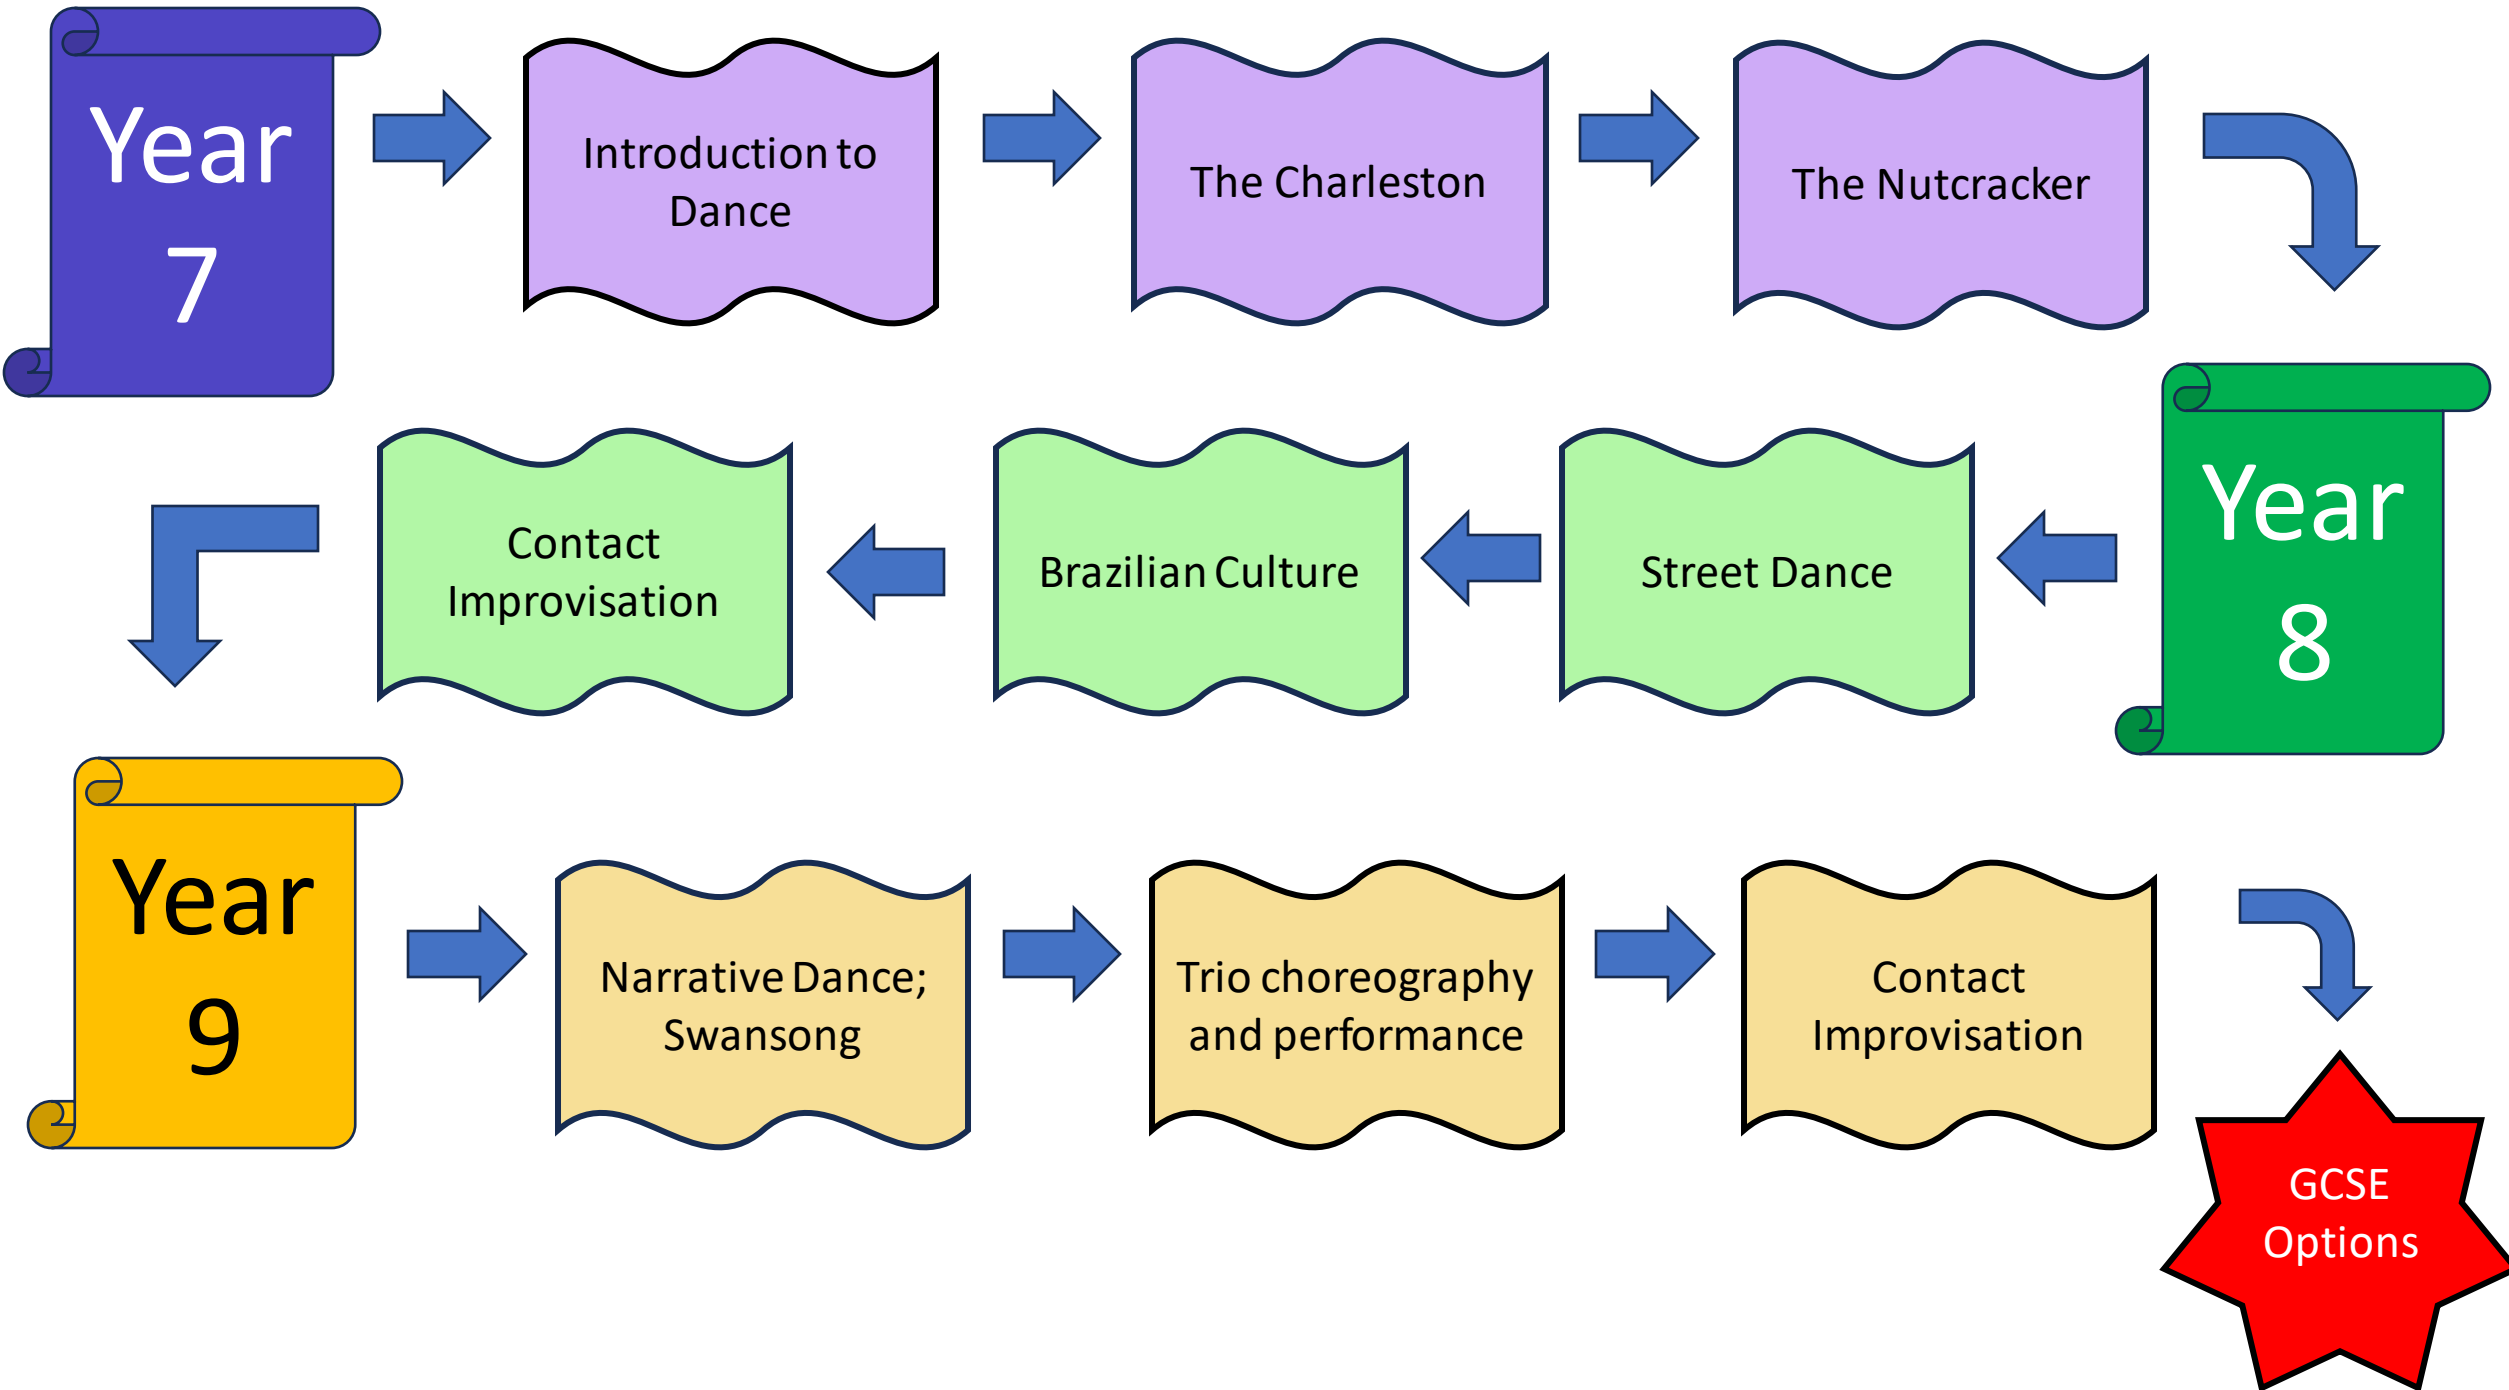 Year
7
Introduction to
Dance
The Charleston
The Nutcracker
Year
8
Street Dance
Brazilian Culture
Contact
Improvisation
Year
9
Narrative Dance;
Swansong
Trio choreography
and performance
Contact
Improvisation
GCSE
Options